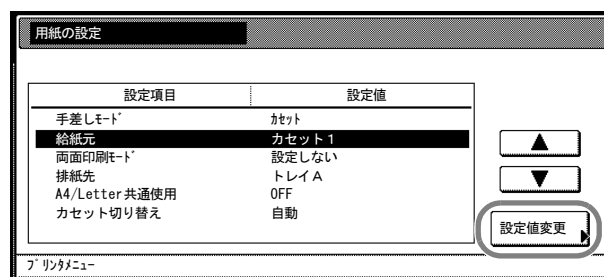 用紙の設定
設定項目 設定値
手差しﾓｰﾄﾞ ｶｾｯﾄ
給紙元 カセット１
両面印刷ﾓｰﾄﾞ 設定しない
排紙先 トレイＡ
A4/Letter共通使用 OFF
カセット切り替え 自動
設定値変更
ﾌﾟﾘﾝﾀﾒﾆｭｰ